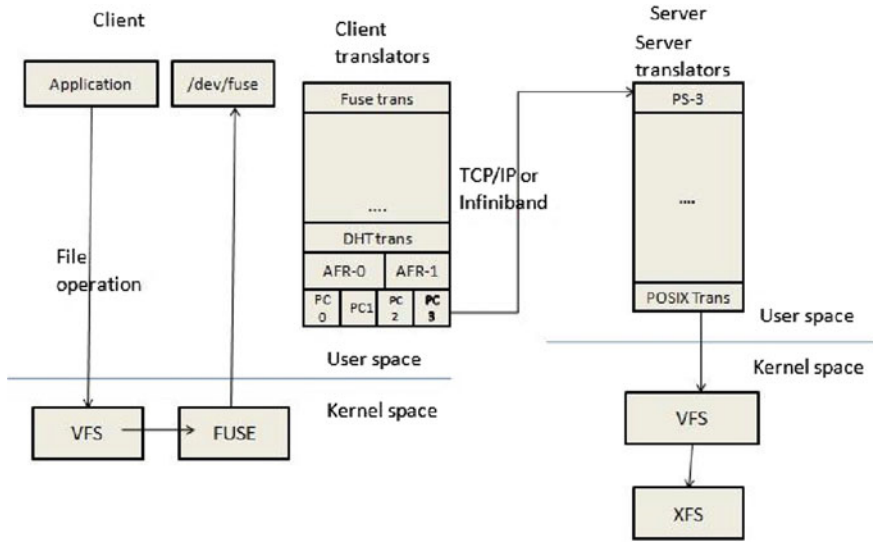 Client
Application
/dev/fuse
File
operation
VFS
FUSE
Client
translators
Fuse trans
....
DHT trans
AFR-0
AFR-1
PC
0
PC1
PC
2
PC
3
User space
Kernel space
TCP/IP or
Infiniband
Server
Server
translators
PS-3
....
POSIX Trans
User space
Kernel space
VFS
XFS